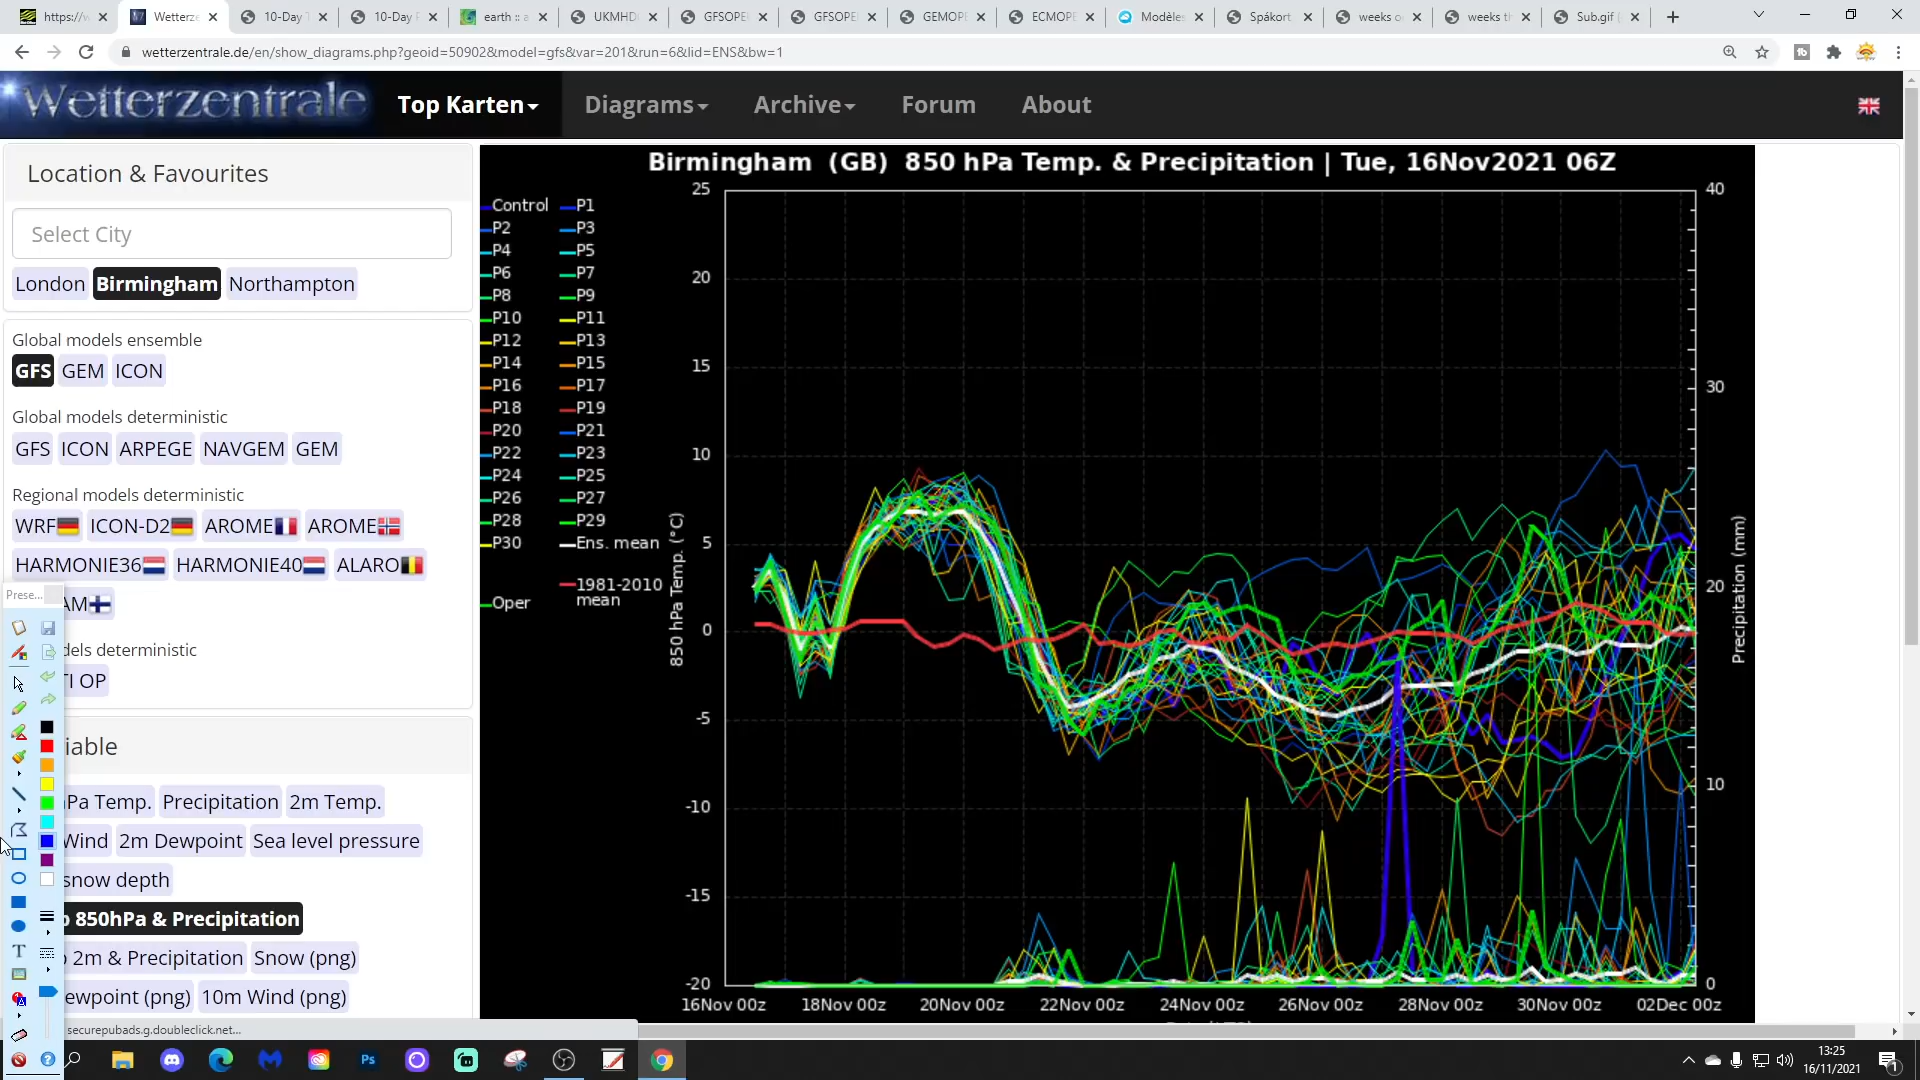 https://w
Wetterze
10-Day T
10-Day P
earth :: a
UKMHD
GFSOPE
GFSOPE
GEMOPE
ECMOPE
Modèles
Spákort
weeks o
weeks th
Sub.gif (
wetterzentrale.de/en/show_diagrams.php?geoid=50902&model=gfs&var=201&run=6&lid=ENS&bw=1
Wetterzentrale
Top Karten
Diagrams
Archive
Forum
About
Location & Favourites
Select City
London Birmingham Northampton
Global models ensemble
GFS GEM ICON
Global models deterministic
GFS ICON ARPEGE NAVGEM GEM
Regional models deterministic
WRF ICON-D2 AROME AROME
HARMONIE36 HARMONIE40 ALARO
Prese...
AM
dels deterministic
TI OP
iable
Pa Temp. Precipitation 2m Temp.
Wind 2m Dewpoint Sea level pressure
snow depth
850hPa & Precipitation
2m & Precipitation Snow (png)
ewpoint (png) 10m Wind (png)
securepubads.g.doubleclick.net...
Birmingham (GB) 850 hPa Temp. & Precipitation | Tue, 16Nov2021 06Z
Control P1
P2 P3
P4 P5
P6 P7
P8 P9
P10 P11
P12 P13
P14 P15
P16 P17
P18 P19
P20 P21
P22 P23
P24 P25
P26 P27
P28 P29
P30 Ens. mean
1981-2010
mean
Oper
850 hPa Temp. (°C)
25
20
15
10
5
0
-5
-10
-15
-20
40
30
20
10
0
Precipitation (mm)
16Nov 00z 18Nov 00z 20Nov 00z 22Nov 00z 24Nov 00z 26Nov 00z 28Nov 00z 30Nov 00z 02Dec 00z
T
Ps
13:25
16/11/2021
1